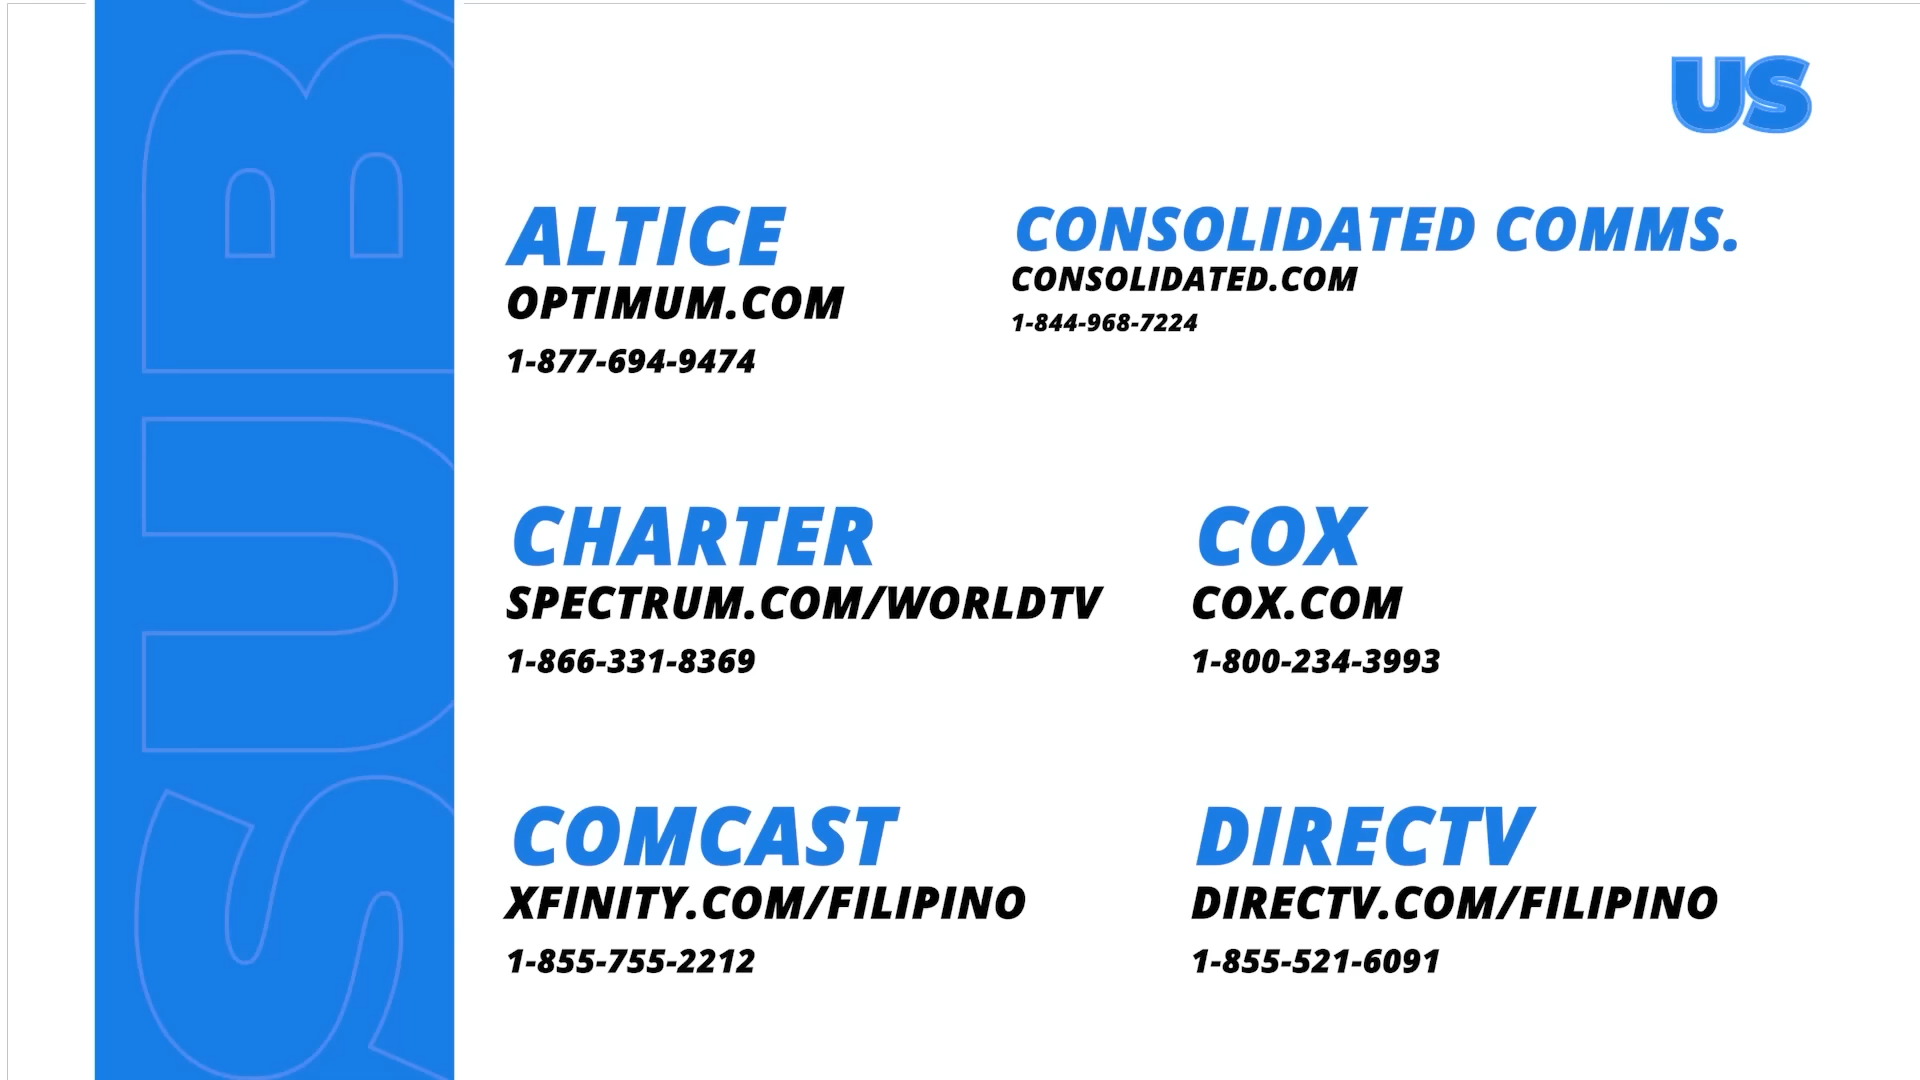 US
ALTICE
OPTIMUM.COM
1-877-694-9474
CONSOLIDATED COMMS.
CONSOLIDATED.COM
1-844-968-7224
CHARTER
SPECTRUM.COM/WORLDTV
1-866-331-8369
COX
COX.COM
1-800-234-3993
COMCAST
XFINITY.COM/FILIPINO
1-855-755-2212
DIRECTV
DIRECTV.COM/FILIPINO
1-855-521-6091
SUB